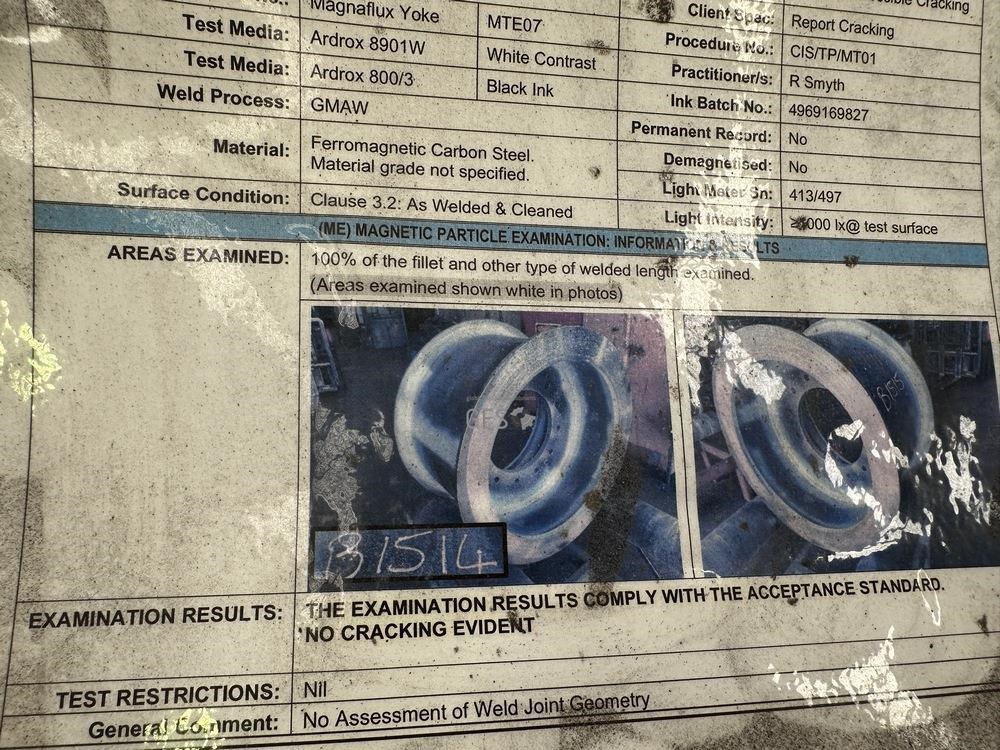 Magnaflux Yoke
MTE07
Client Spec:
Report Cracking
Test Media:
Ardrox 8901W
White Contrast
Procedure No.:
CIS/TP/MT01
Test Media:
Ardrox 800/3
Black Ink
Practitioner/s:
R Smyth
Weld Process:
GMAW
Ink Batch No.:
4969169827
Permanent Record:
No
Material:
Ferromagnetic Carbon Steel.
Material grade not specified.
Demagnetised:
No
Light Meter Sn:
413/497
Surface Condition:
Clause 3.2: As Welded & Cleaned
Light Intensity:
000 lx@ test surface
(ME) MAGNETIC PARTICLE EXAMINATION: INFORMATION & RESULTS
AREAS EXAMINED:
100% of the fillet and other type of welded length examined.
(Areas examined shown white in photos)
B1515
B1514
EXAMINATION RESULTS:
THE EXAMINATION RESULTS COMPLY WITH THE ACCEPTANCE STANDARD.
NO CRACKING EVIDENT
TEST RESTRICTIONS:
Nil
General Comment:
No Assessment of Weld Joint Geometry